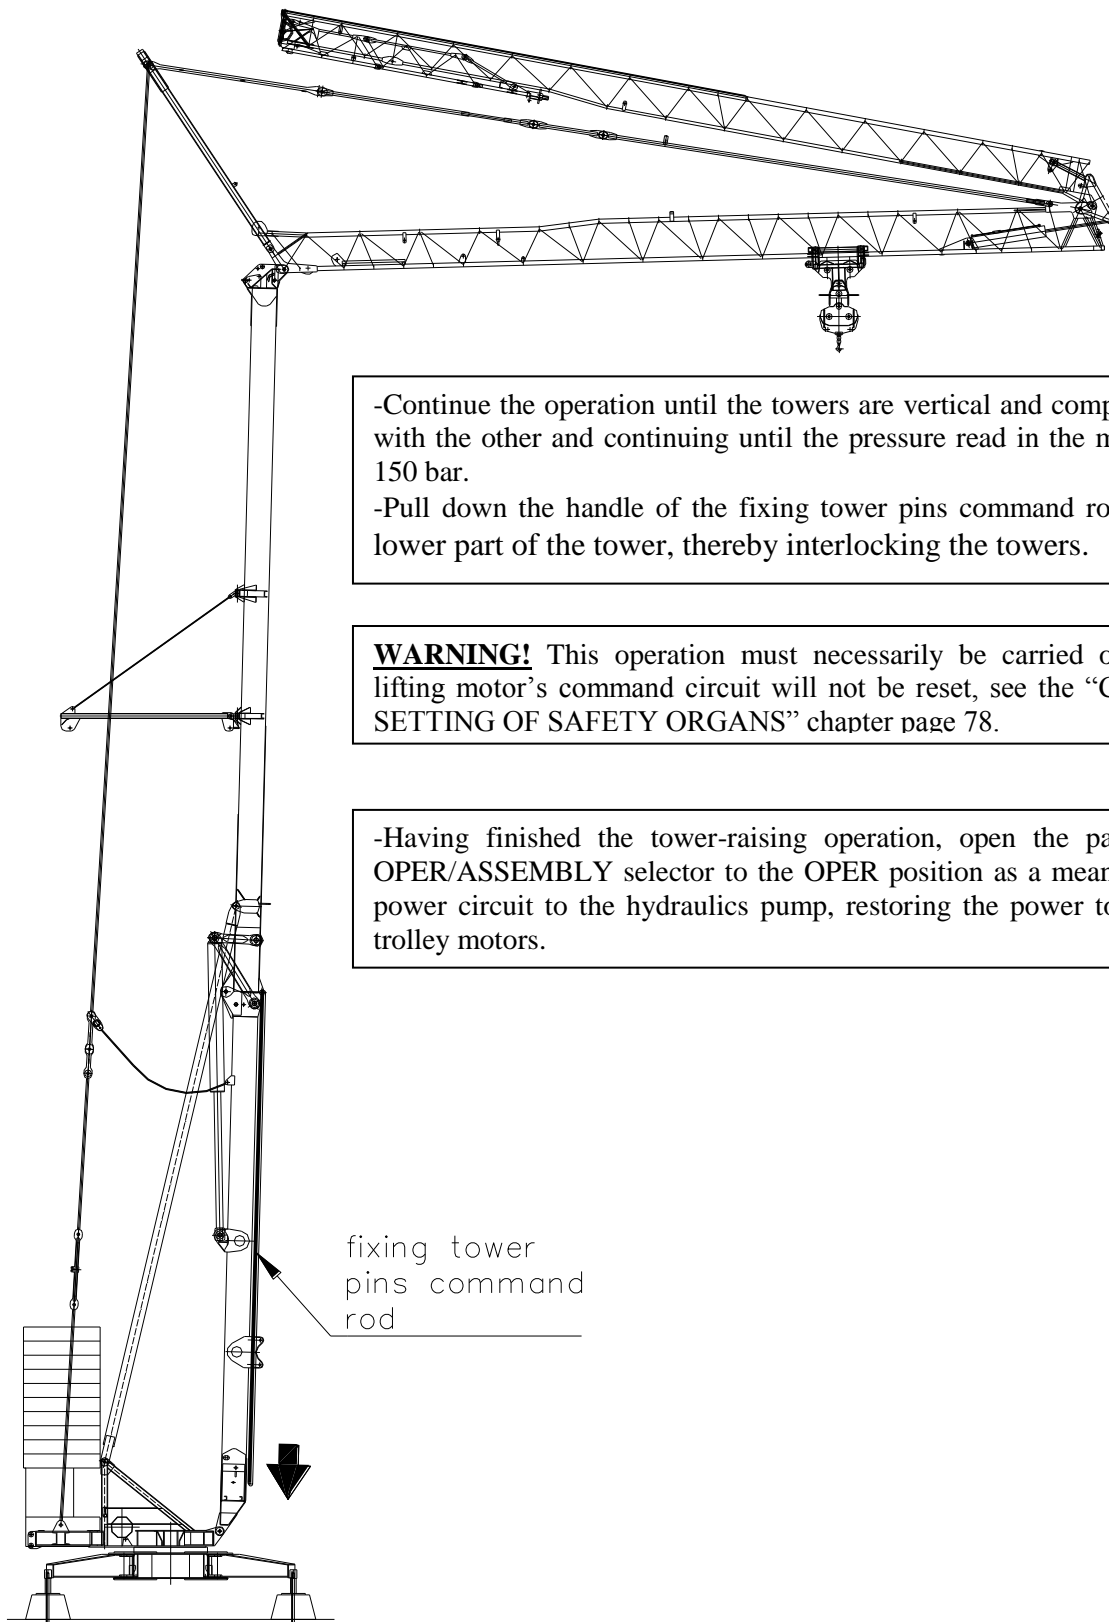 -Continue the operation until the towers are vertical and
with the other and continuing until the pressure read in the
150 bar.
-Pull down the handle of the fixing tower pins command
lower part of the tower, thereby interlocking the towers.
WARNING! This operation must necessarily be carried
lifting motor’s command circuit will not be reset, see the
SETTING OF SAFETY ORGANS” chapter page 78.
-Having finished the tower-raising operation, open the
OPER/ASSEMBLY selector to the OPER position as a
power circuit to the hydraulics pump, restoring the power
trolley motors.
fixing tower
pins command
rod